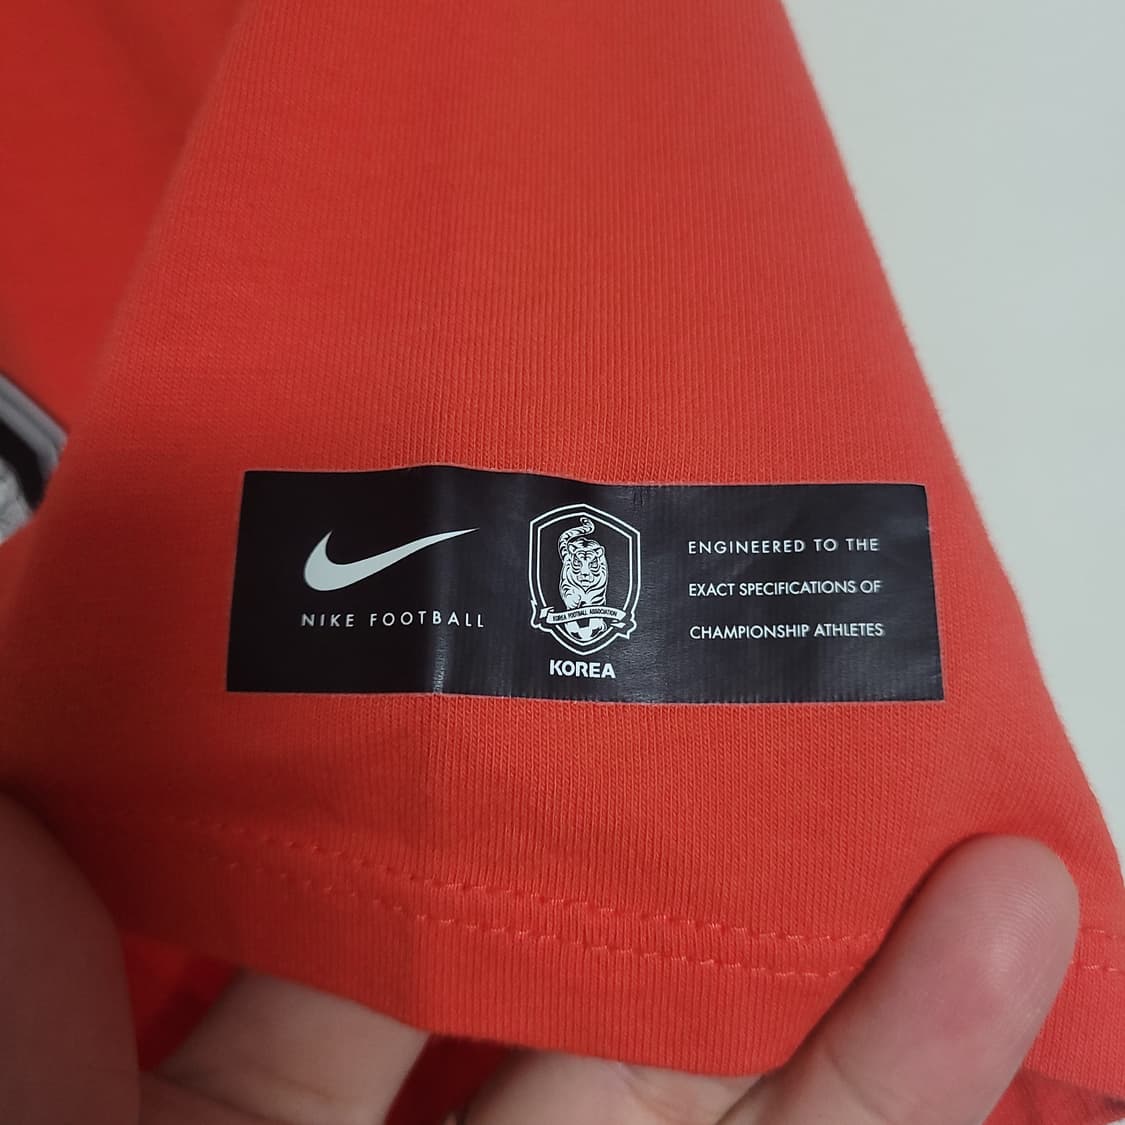 NIKE FOOTBALL
KOREA FOOTBALL ASSOCIATION
KOREA
ENGINEERED TO THE
EXACT SPECIFICATIONS OF
CHAMPIONSHIP ATHLETES